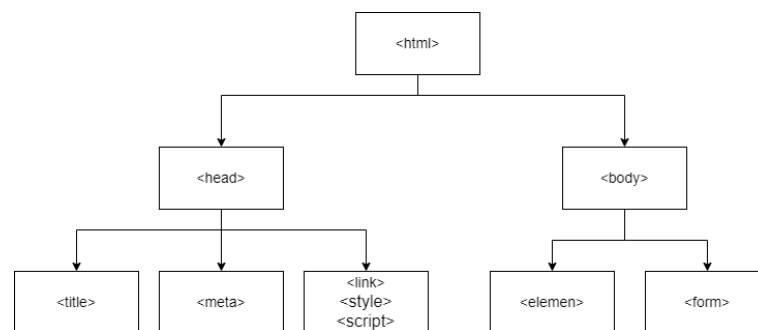 <html>
<head>
<body>
<title>
<meta>
<link>
<style>
<script>
<elemen>
<form>